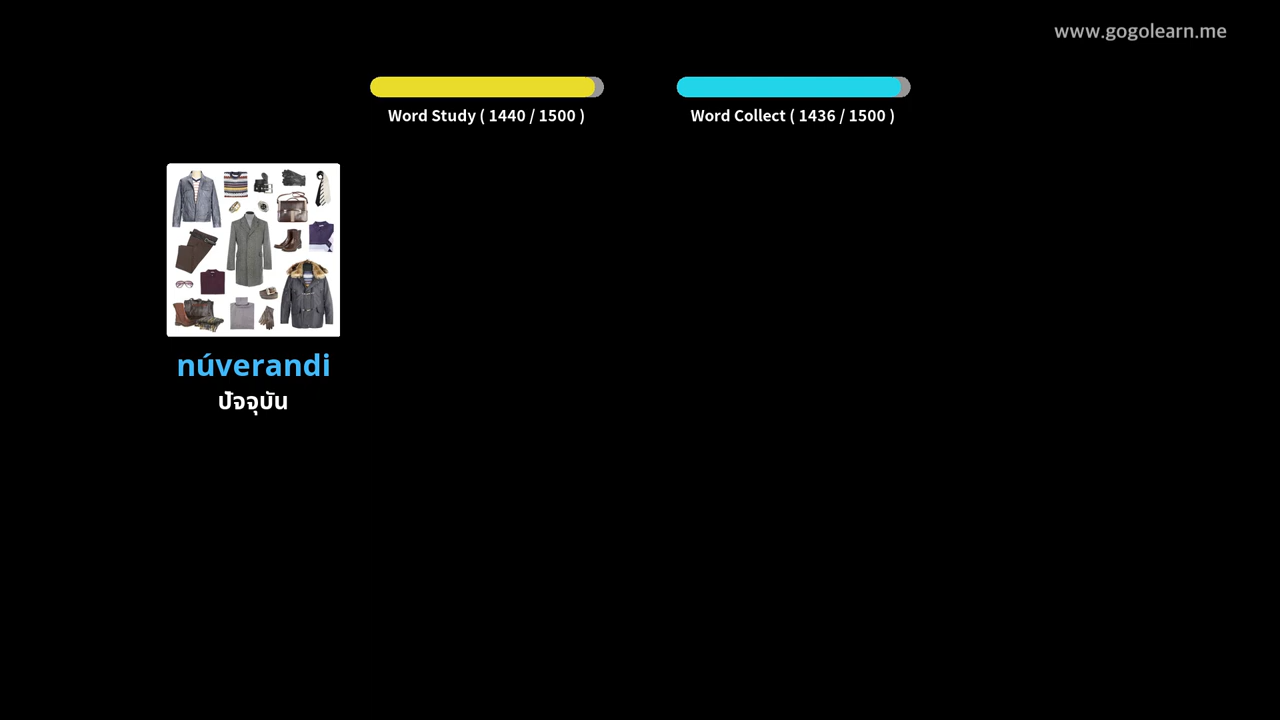 www.gogolearn.me
Word Study ( 1440 / 1500 )
Word Collect ( 1436 / 1500 )
núverandi
ปัจจุบัน